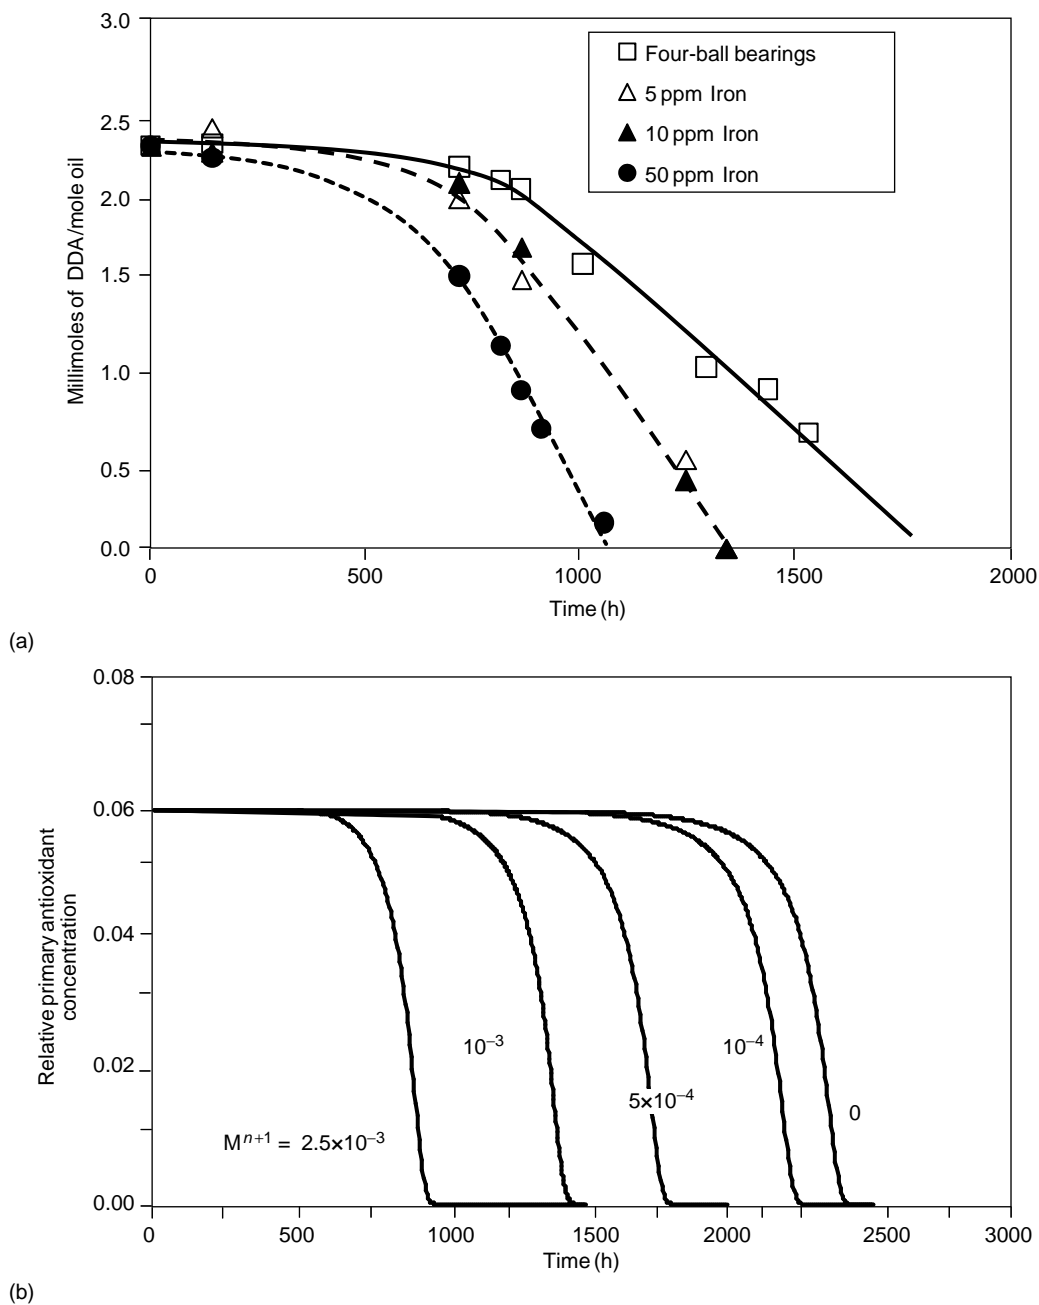 3.0
2.5
2.0
1.5
1.0
0.5
0.0
Millimoles of DDA/mole oil
Four-ball bearings
5 ppm Iron
10 ppm Iron
50 ppm Iron
0
500
1000
1500
2000
Time (h)
(a)
0.08
0.06
0.04
0.02
0.00
Relative primary antioxidant
concentration
10⁻³
10⁻⁴
5×10⁻⁴
0
Mⁿ⁺¹ = 2.5×10⁻³
0
500
1000
1500
2000
2500
3000
Time (h)
(b)